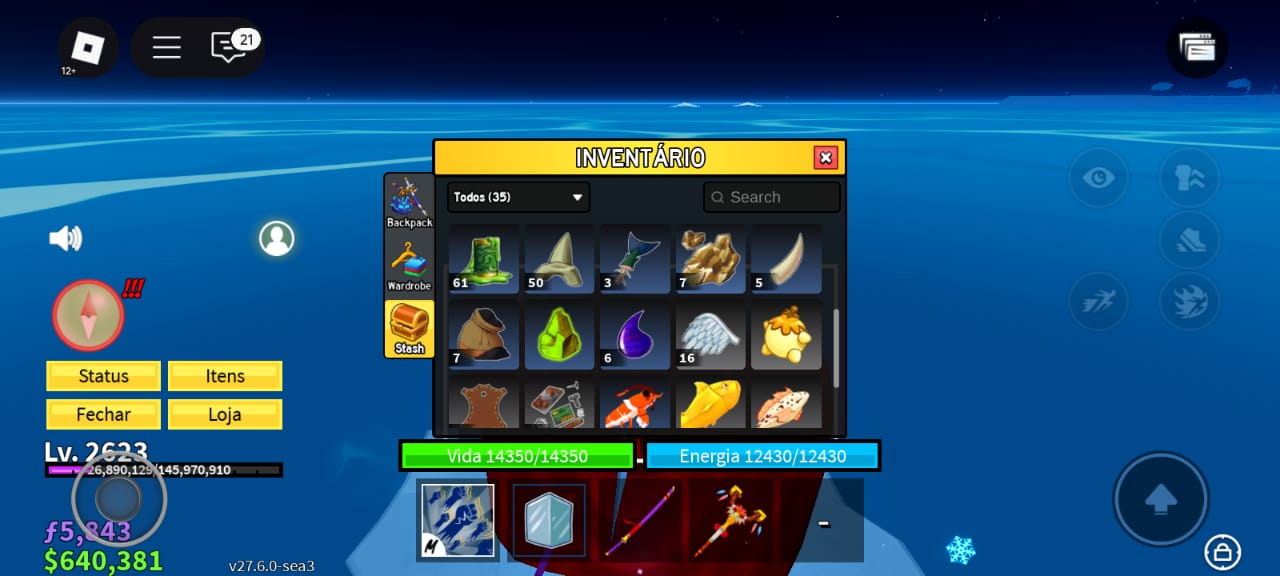 12+
21
INVENTÁRIO
Todos (35)
Search
Backpack
Wardrobe
Stash
61
50
3
7
5
7
6
16
!!!
Status
Itens
Fechar
Loja
Lv. 2623
26,890,129/145,970,910
ƒ5,843
$640,381
v27.6.0-sea3
Vida 14350/14350
Energia 12430/12430
M
-